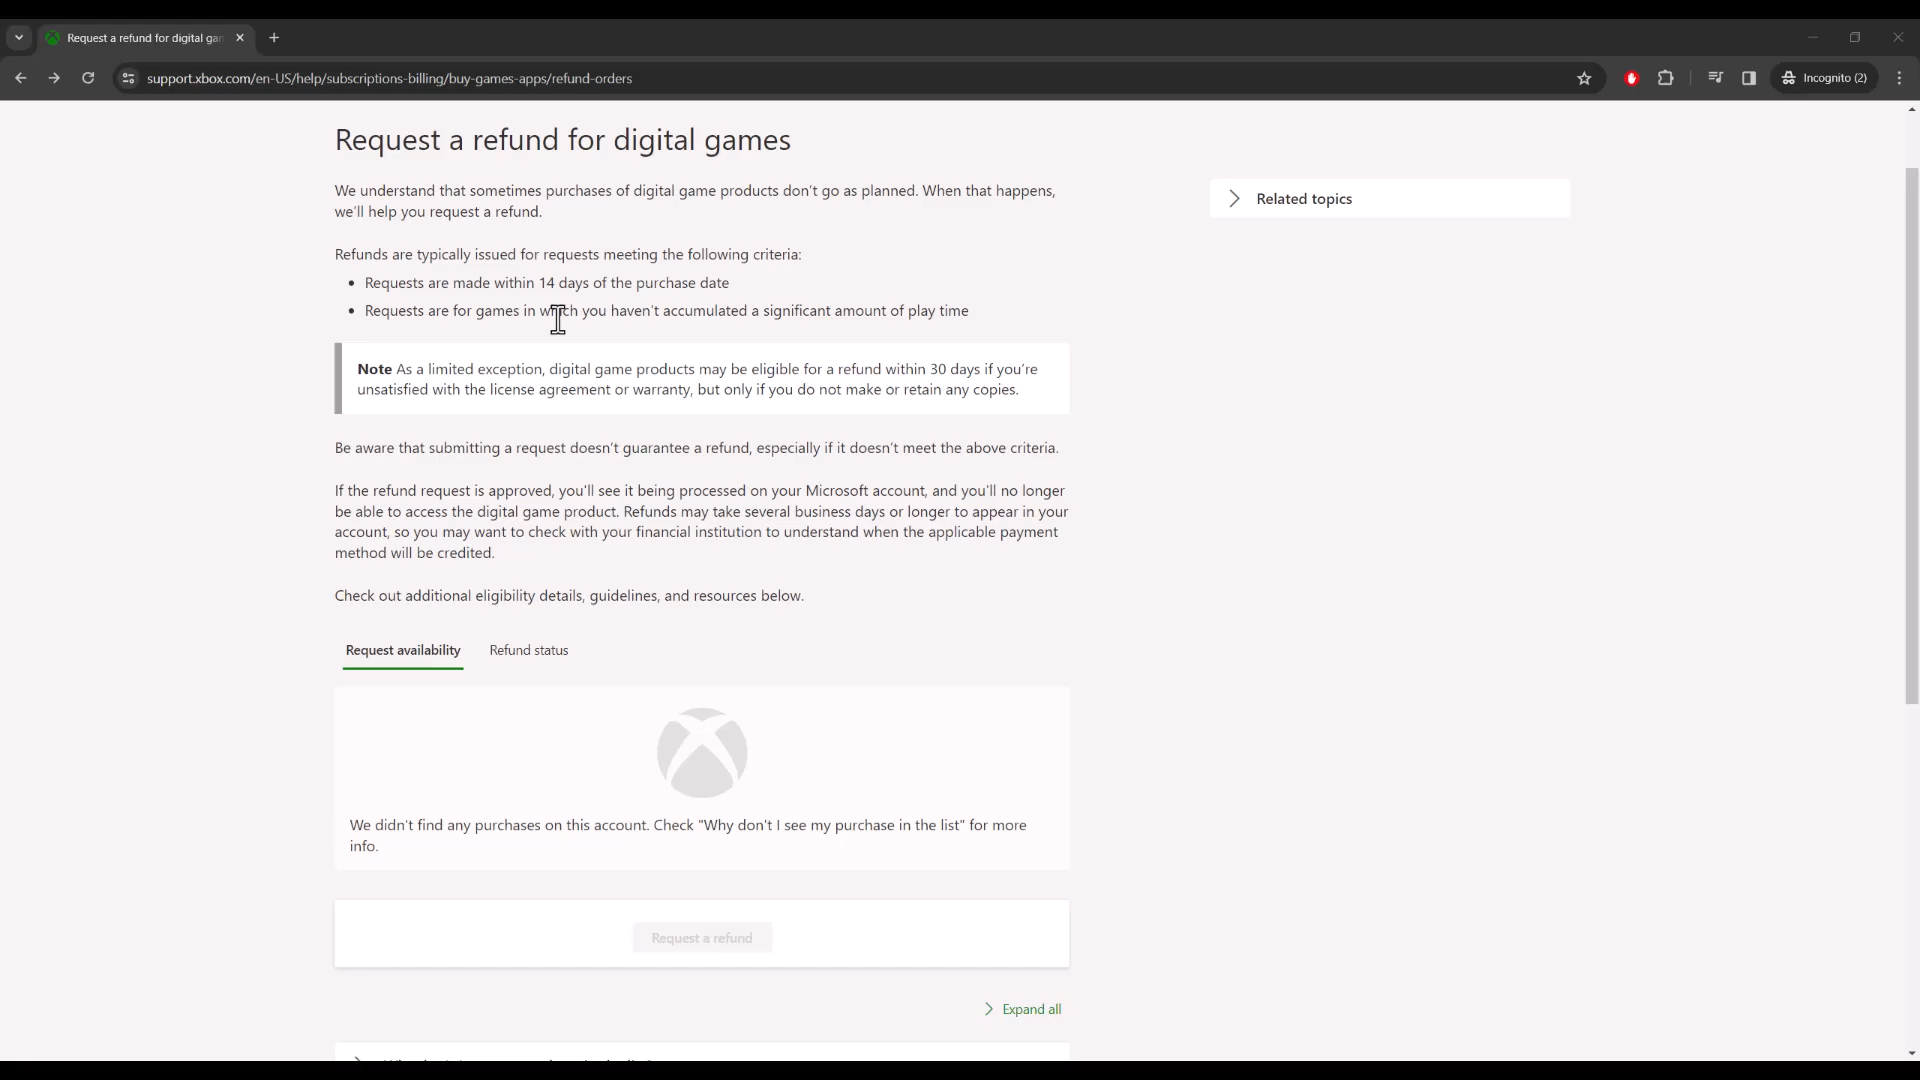 Request a refund for digital gan
support.xbox.com/en-US/help/subscriptions-billing/buy-games-apps/refund-orders
Incognito (2)
Request a refund for digital games
We understand that sometimes purchases of digital game products don't go as planned. When that happens,
we'll help you request a refund.
Related topics
Refunds are typically issued for requests meeting the following criteria:
• Requests are made within 14 days of the purchase date
• Requests are for games in which you haven't accumulated a significant amount of play time
Note As a limited exception, digital game products may be eligible for a refund within 30 days if you're
unsatisfied with the license agreement or warranty, but only if you do not make or retain any copies.
Be aware that submitting a request doesn't guarantee a refund, especially if it doesn't meet the above criteria.
If the refund request is approved, you'll see it being processed on your Microsoft account, and you'll no longer
be able to access the digital game product. Refunds may take several business days or longer to appear in your
account, so you may want to check with your financial institution to understand when the applicable payment
method will be credited.
Check out additional eligibility details, guidelines, and resources below.
Request availability
Refund status
We didn't find any purchases on this account. Check "Why don't I see my purchase in the list" for more
info.
Request a refund
Expand all